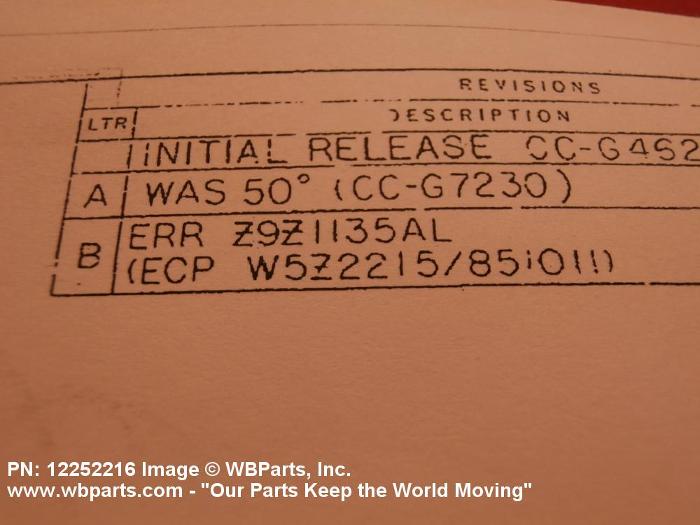 REVISIONS
LTR DESCRIPTION
INITIAL RELEASE CC-G462
A WAS 50° (CC-G7230)
B ERR Z9Z1135AL
(ECP W5Z2215/85
PN: 12252216 Image © WBParts, Inc.
www.wbparts.com - "Our Parts Keep the World Moving"